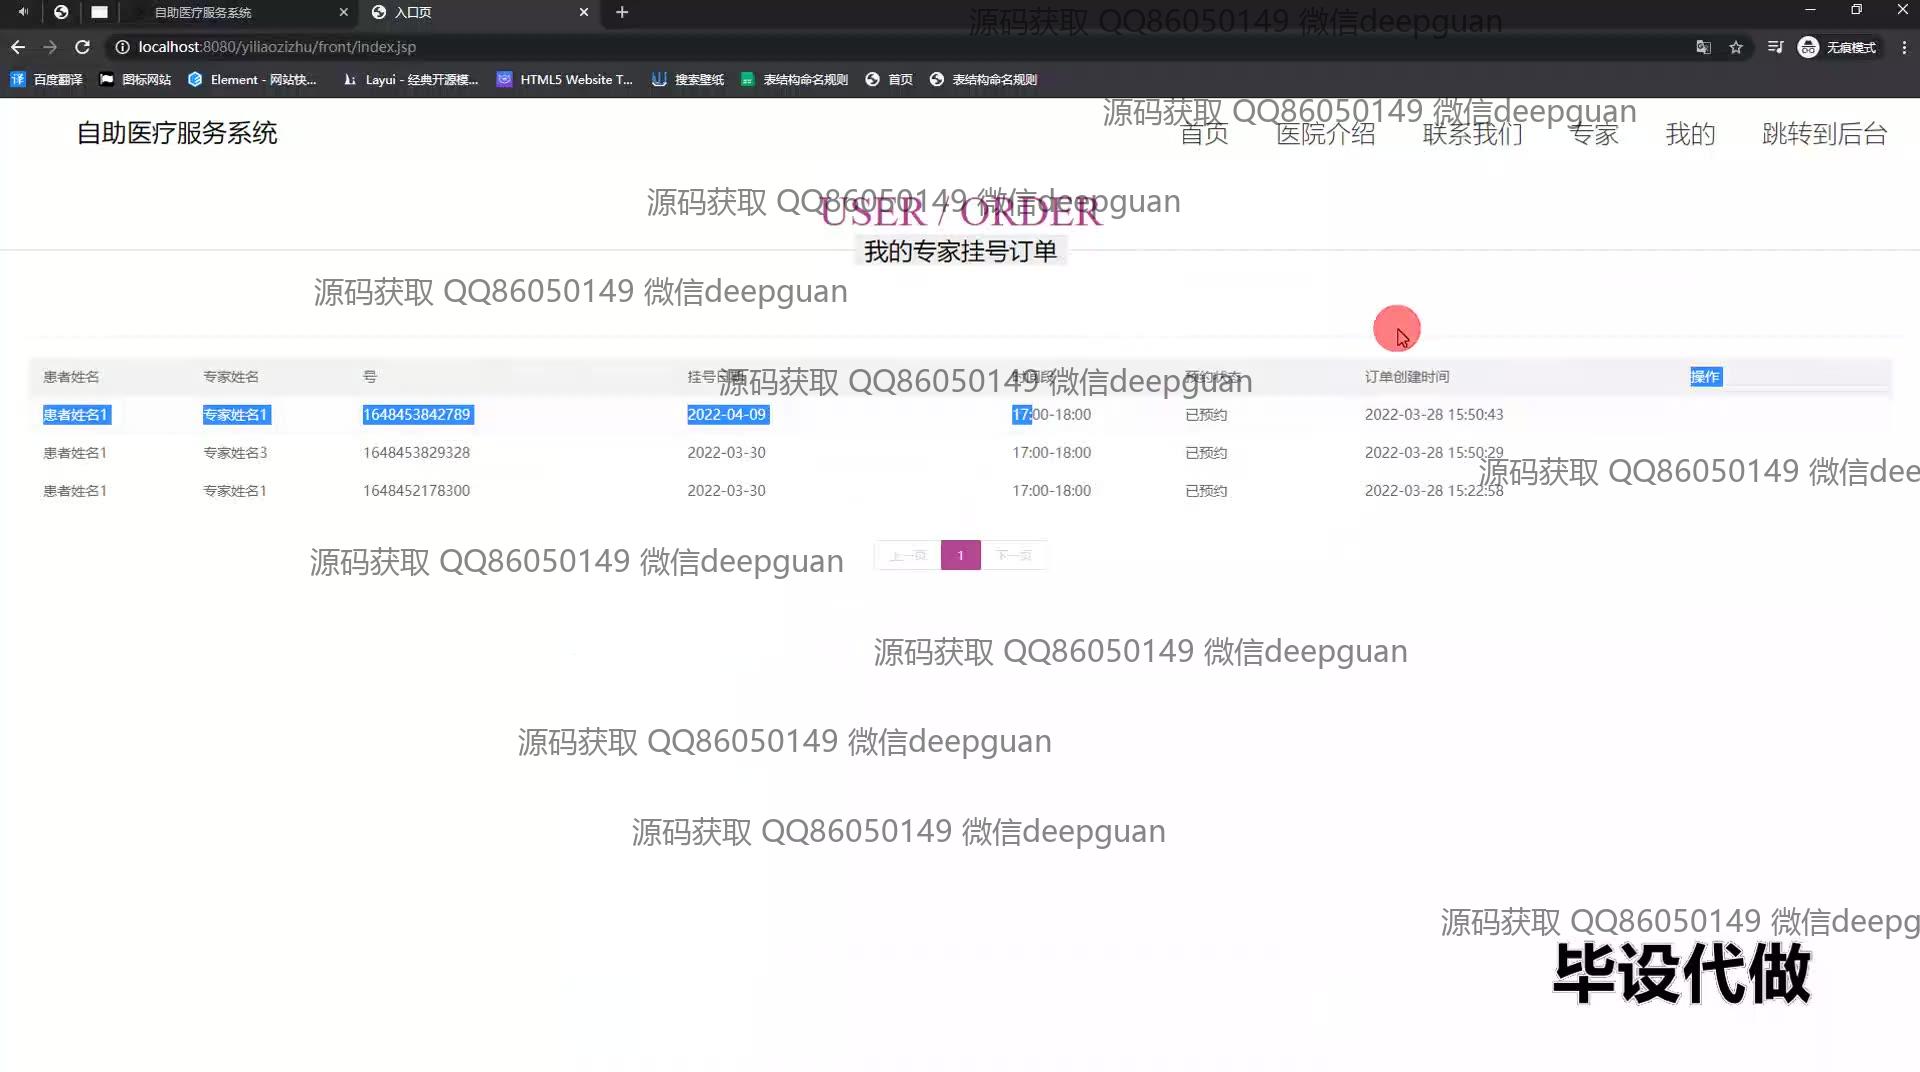 自助医疗服务系统
入口页
localhost:8080/yiliaozizhu/front/index.jsp
无痕模式
百度翻译 图标网站 Element - 网站快... Layui - 经典开源模... HTML5 Website T... 搜索壁纸 表结构命名规则 首页 表结构命名规则
源码获取 QQ86050149 微信deepguan
源码获取 QQ86050149 微信deepguan
自助医疗服务系统
首页 医院介绍 联系我们 专家 我的 跳转到后台
源码获取 QQ86050149 微信deepguan
USER / ORDER
我的专家挂号订单
源码获取 QQ86050149 微信deepguan
患者姓名 专家姓名 号 挂号日期 时间段 预约状态 订单创建时间 操作
源码获取 QQ86050149 微信deepguan
患者姓名1 专家姓名1 1648453842789 2022-04-09 17:00-18:00 已预约 2022-03-28 15:50:43
患者姓名1 专家姓名3 1648453829328 2022-03-30 17:00-18:00 已预约 2022-03-28 15:50:29
源码获取 QQ86050149 微信dee
患者姓名1 专家姓名1 1648452178300 2022-03-30 17:00-18:00 已预约 2022-03-28 15:22:58
上一页 1 下一页
源码获取 QQ86050149 微信deepguan
源码获取 QQ86050149 微信deepguan
源码获取 QQ86050149 微信deepguan
源码获取 QQ86050149 微信deepguan
源码获取 QQ86050149 微信deepg
毕设代做